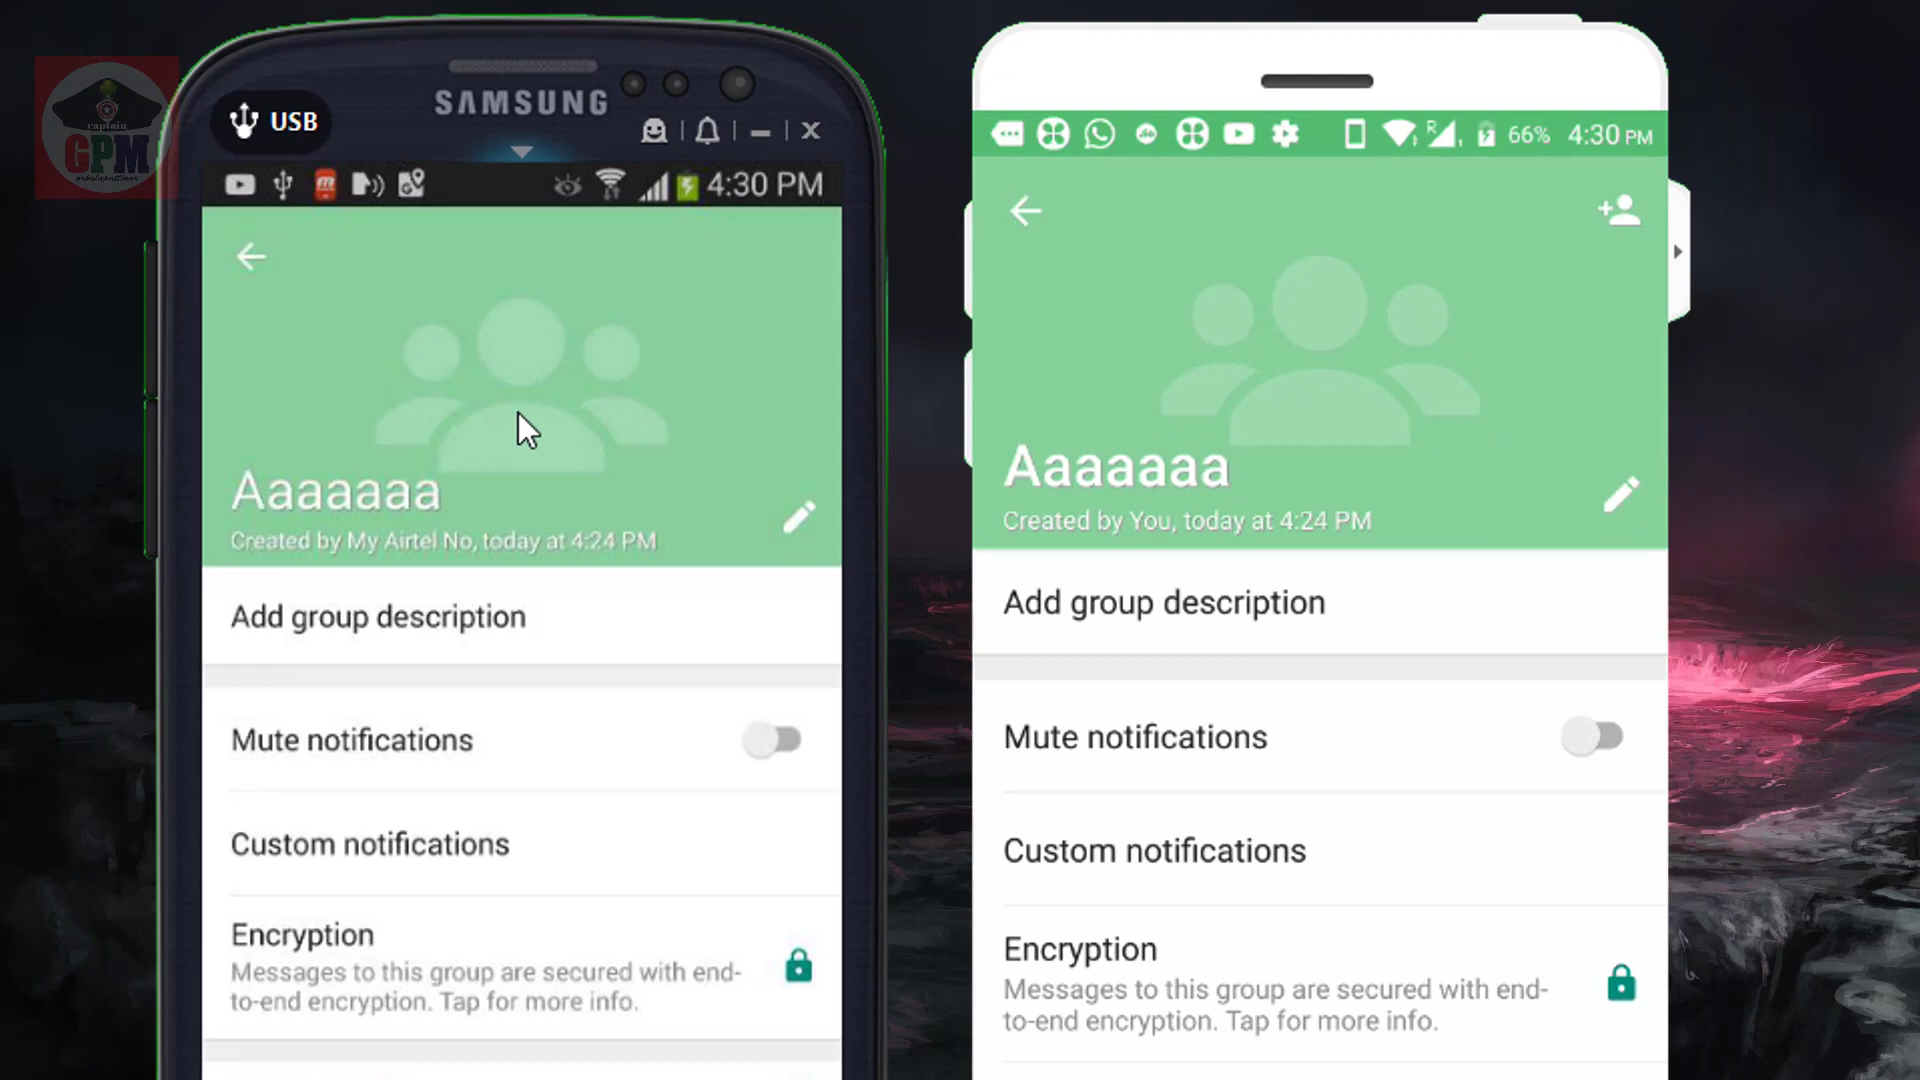 captain
GPM
USB
SAMSUNG
4:30 PM
Aaaaaaa
Created by My Airtel No, today at 4:24 PM
Add group description
Mute notifications
Custom notifications
Encryption
Messages to this group are secured with end-
to-end encryption. Tap for more info.
R
66%
4:30 PM
Aaaaaaa
Created by You, today at 4:24 PM
Add group description
Mute notifications
Custom notifications
Encryption
Messages to this group are secured with end-
to-end encryption. Tap for more info.